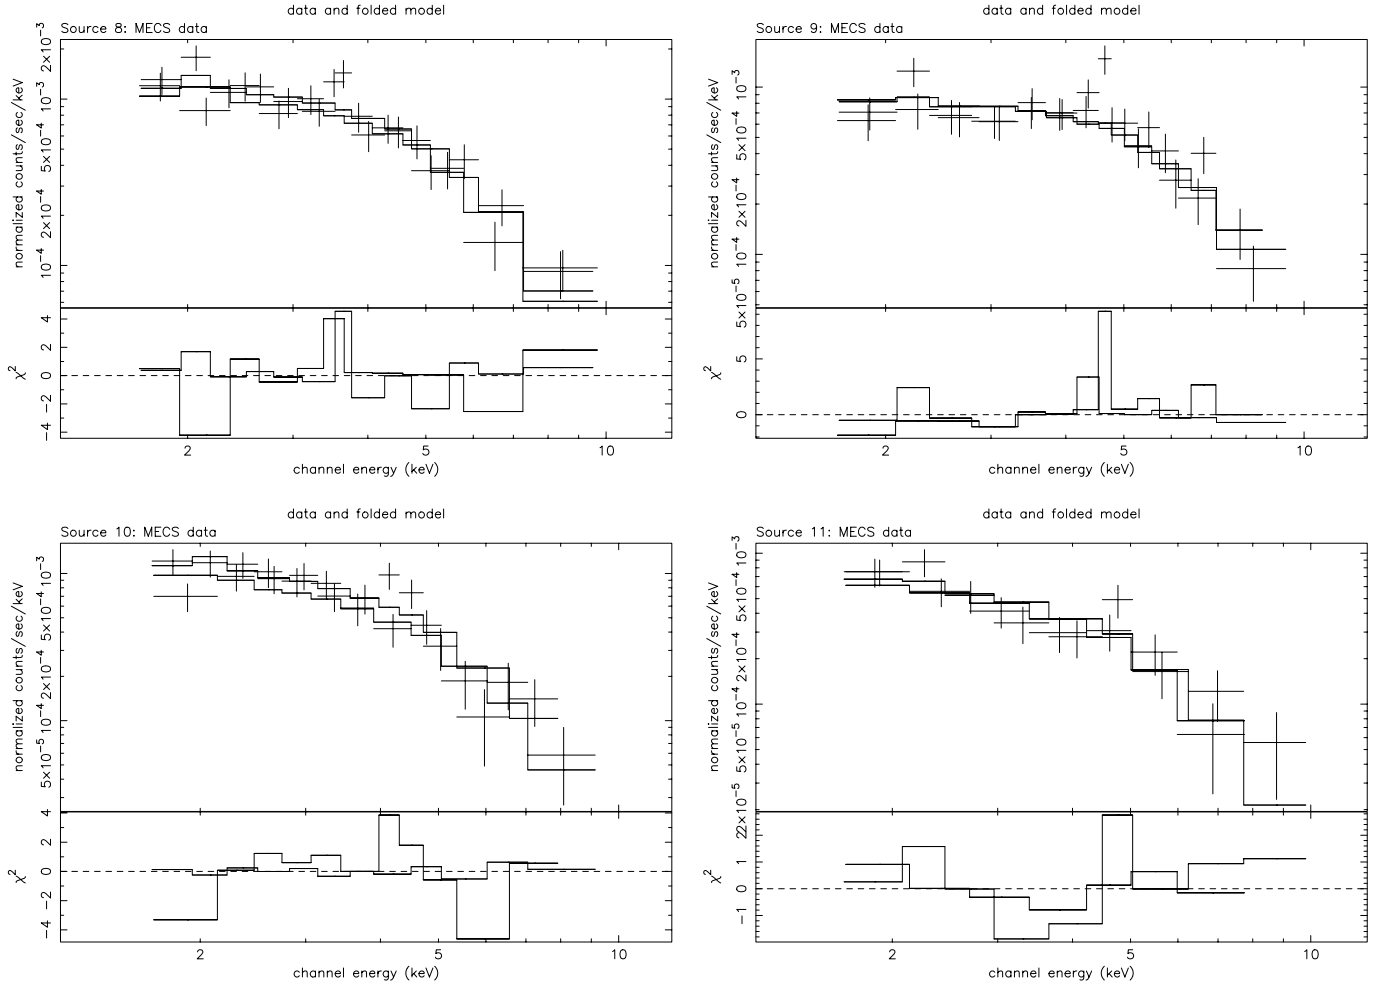 data and folded model
Source 8: MECS data
normalized counts/sec/keV
2×10⁻³
10⁻³
5×10⁻⁴
2×10⁻⁴
10⁻⁴
χ²
4
2
0
−2
−4
2
5
10
channel energy (keV)
data and folded model
Source 9: MECS data
normalized counts/sec/keV
10⁻³
5×10⁻⁴
2×10⁻⁴
10⁻⁴
5×10⁻⁵
χ²
5
0
2
5
10
channel energy (keV)
data and folded model
Source 10: MECS data
normalized counts/sec/keV
10⁻³
5×10⁻⁴
2×10⁻⁴
10⁻⁴
5×10⁻⁵
χ²
4
2
0
−2
−4
2
5
10
channel energy (keV)
data and folded model
Source 11: MECS data
normalized counts/sec/keV
10⁻³
5×10⁻⁴
2×10⁻⁴
10⁻⁴
5×10⁻⁵
2×10⁻⁵
χ²
2
1
0
−1
2
5
10
channel energy (keV)